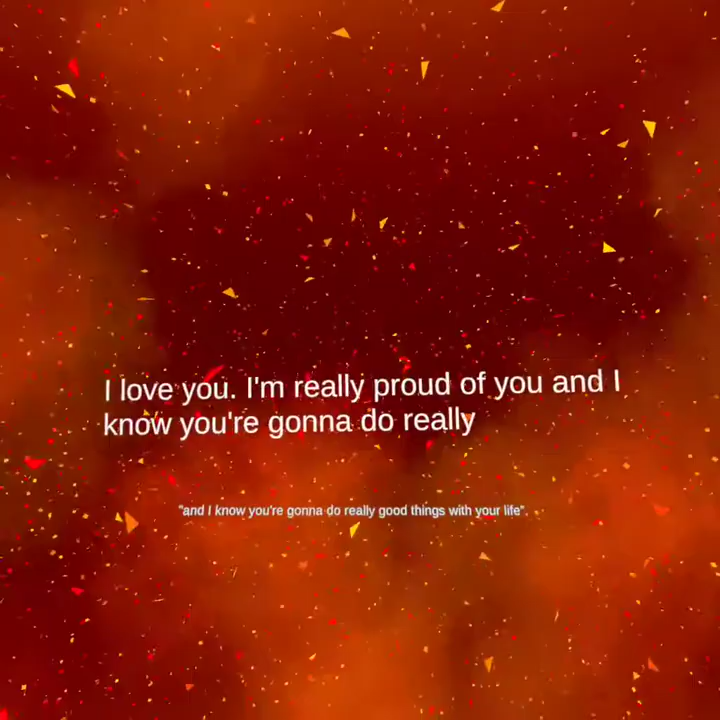 I love you. I'm really proud of you and I
know you're gonna do really
"and I know you're gonna do really good things with your life".